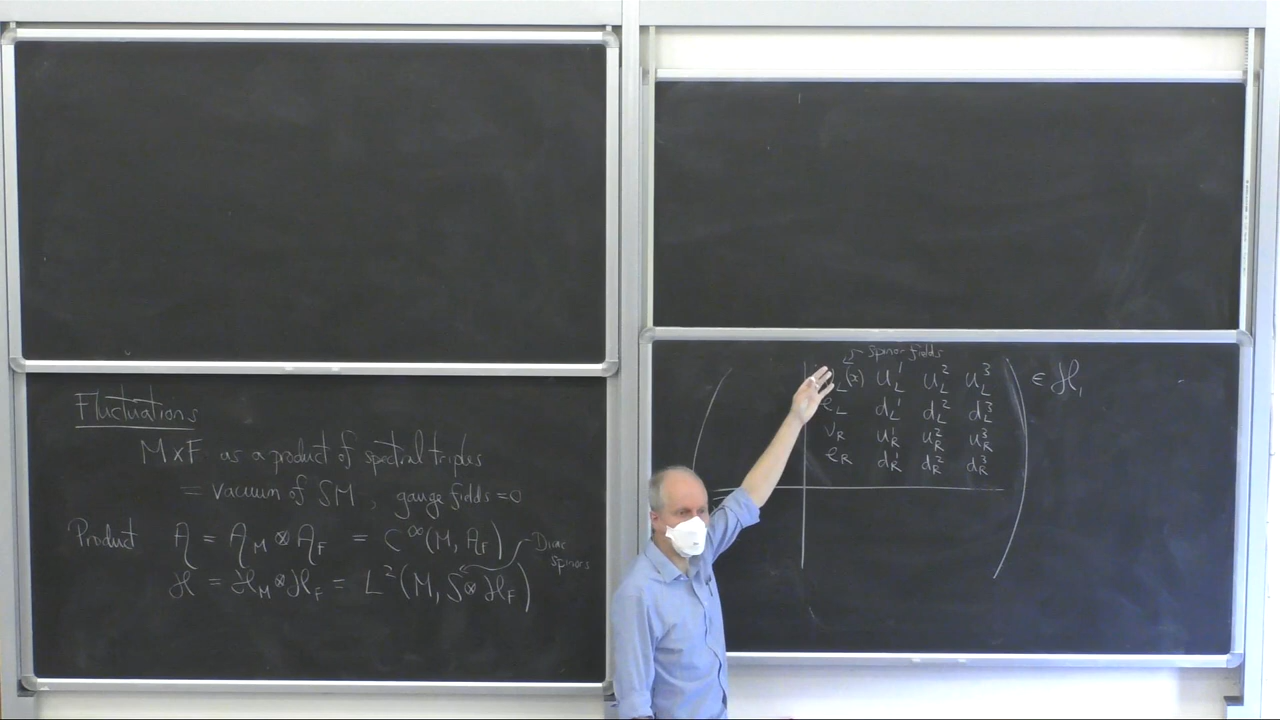 Fluctuations
M×F as a product of spectral triples
= vacuum of SM, gauge fields = 0
Product A = A_M ⊗ A_F = C^∞(M, A_F)
Dirac spinors
H = H_M ⊗ H_F = L²(M, S⊗H_F)
spinor fields
_L(x) u_L^1 u_L^2 u_L^3 ∈ H_1
e_L d_L^1 d_L^2 d_L^3
ν_R u_R^1 u_R^2 u_R^3
e_R d_R^1 d_R^2 d_R^3